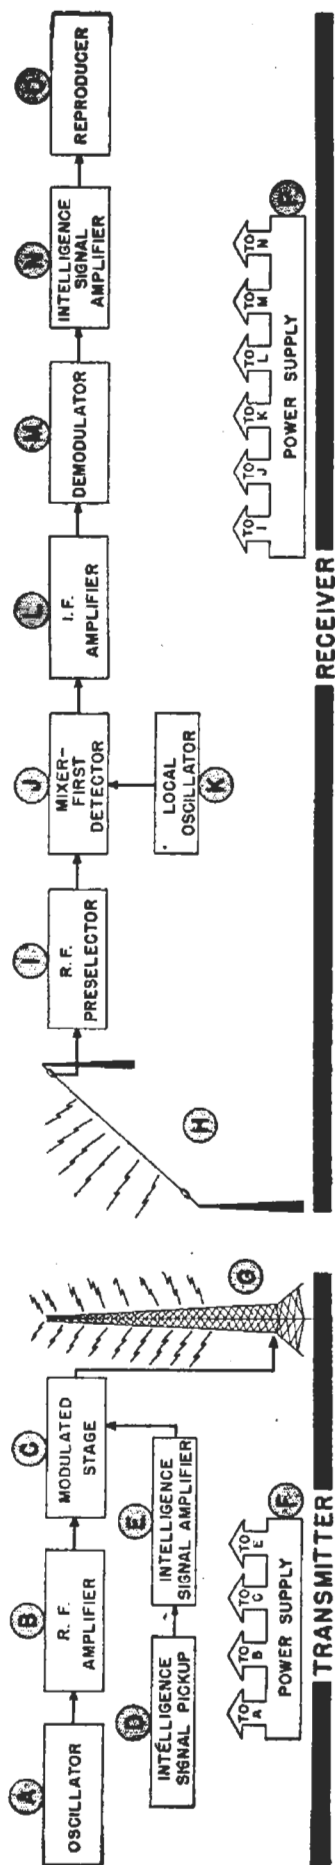 A
OSCILLATOR
B
R. F.
AMPLIFIER
C
MODULATED
STAGE
D
INTELLIGENCE
SIGNAL PICKUP
E
INTELLIGENCE
SIGNAL AMPLIFIER
TO
A
TO
B
TO
C
TO
E
POWER SUPPLY
F
G
TRANSMITTER
H
I
R. F.
PRESELECTOR
J
MIXER-
FIRST
DETECTOR
LOCAL
OSCILLATOR
K
L
I. F.
AMPLIFIER
M
DEMODULATOR
N
INTELLIGENCE
SIGNAL
AMPLIFIER
O
REPRODUCER
TO
I
TO
J
TO
K
TO
L
TO
M
TO
N
POWER SUPPLY
P
RECEIVER